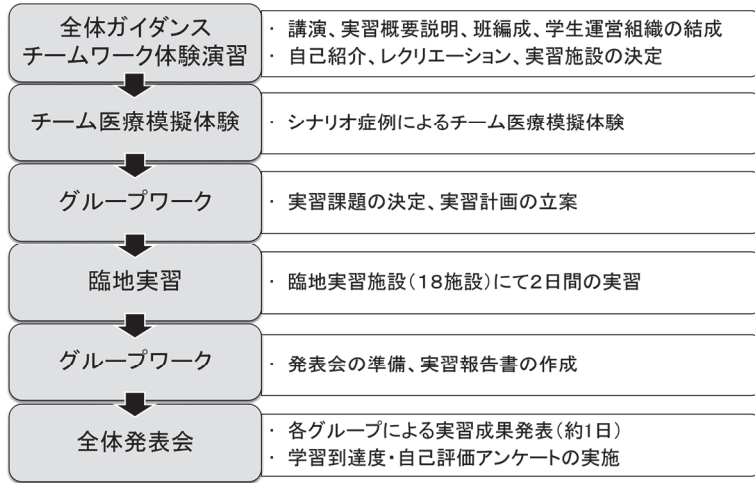 全体ガイダンス
チームワーク体験演習
· 講演、実習概要説明、班編成、学生運営組織の結成
· 自己紹介、レクリエーション、実習施設の決定
チーム医療模擬体験
· シナリオ症例によるチーム医療模擬体験
グループワーク
· 実習課題の決定、実習計画の立案
臨地実習
· 臨地実習施設（18施設）にて2日間の実習
グループワーク
· 発表会の準備、実習報告書の作成
全体発表会
· 各グループによる実習成果発表（約1日）
· 学習到達度・自己評価アンケートの実施